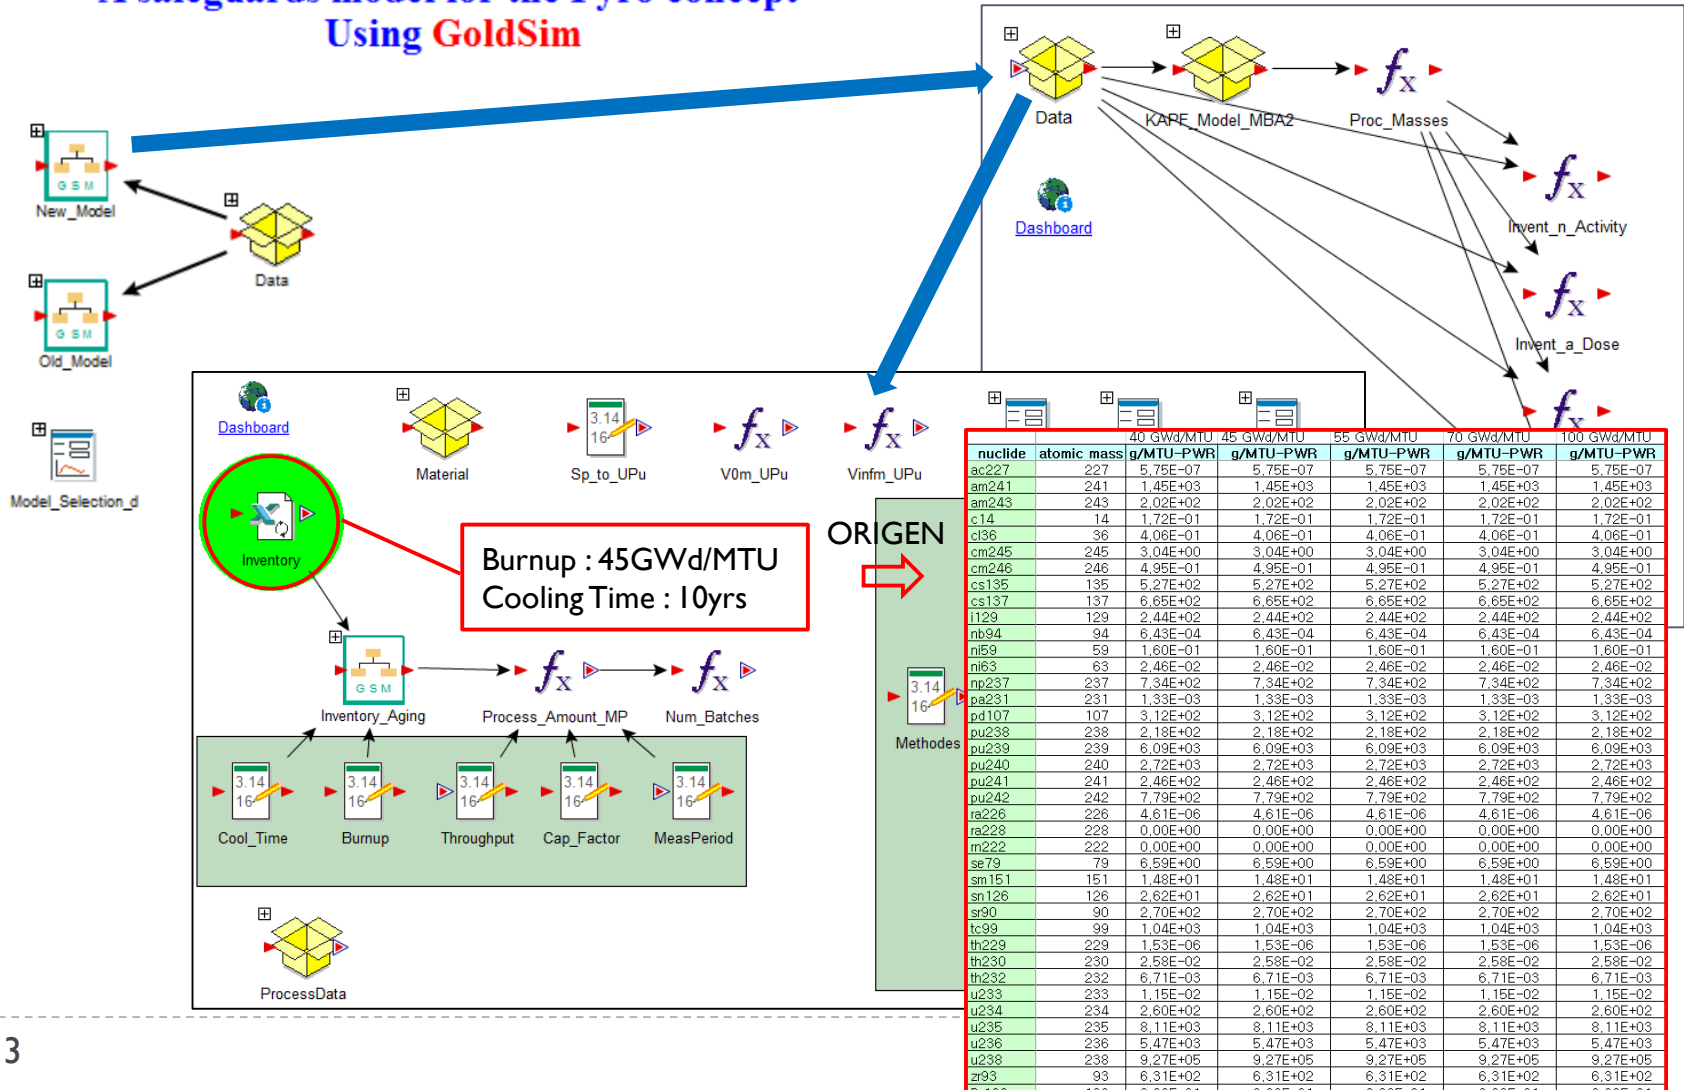 A safeguards model for the Pyro concept
Using GoldSim
New_Model
GSM
Data
Old_Model
GSM
Model_Selection_d
Data
KAPF_Model_MBA2
Proc_Masses
Dashboard
Invent_n_Activity
Invent_a_Dose
Dashboard
Material
3.14
16
Sp_to_UPu
V0m_UPu
Vinfm_UPu
Inventory
Burnup : 45GWd/MTU
Cooling Time : 10yrs
ORIGEN
GSM
Inventory_Aging
Process_Amount_MP
Num_Batches
3.14
16
Methodes
3.14 3.14 3.14 3.14 3.14
16 16 16 16 16
Cool_Time Burnup Throughput Cap_Factor MeasPeriod
ProcessData
40 GWd/MTU 45 GWd/MTU 55 GWd/MTU 70 GWd/MTU 100 GWd/MTU
nuclide atomic mass g/MTU-PWR g/MTU-PWR g/MTU-PWR g/MTU-PWR g/MTU-PWR
ac227 227 5,75E-07 5,75E-07 5,75E-07 5,75E-07 5,75E-07
am241 241 1,45E+03 1,45E+03 1,45E+03 1,45E+03 1,45E+03
am243 243 2,02E+02 2,02E+02 2,02E+02 2,02E+02 2,02E+02
c14 14 1,72E-01 1,72E-01 1,72E-01 1,72E-01 1,72E-01
cl36 36 4,06E-01 4,06E-01 4,06E-01 4,06E-01 4,06E-01
cm245 245 3,04E+00 3,04E+00 3,04E+00 3,04E+00 3,04E+00
cm246 246 4,95E-01 4,95E-01 4,95E-01 4,95E-01 4,95E-01
cs135 135 5,27E+02 5,27E+02 5,27E+02 5,27E+02 5,27E+02
cs137 137 6,65E+02 6,65E+02 6,65E+02 6,65E+02 6,65E+02
i129 129 2,44E+02 2,44E+02 2,44E+02 2,44E+02 2,44E+02
nb94 94 6,43E-04 6,43E-04 6,43E-04 6,43E-04 6,43E-04
ni59 59 1,60E-01 1,60E-01 1,60E-01 1,60E-01 1,60E-01
ni63 63 2,46E-02 2,46E-02 2,46E-02 2,46E-02 2,46E-02
np237 237 7,34E+02 7,34E+02 7,34E+02 7,34E+02 7,34E+02
pa231 231 1,33E-03 1,33E-03 1,33E-03 1,33E-03 1,33E-03
pd107 107 3,12E+02 3,12E+02 3,12E+02 3,12E+02 3,12E+02
pu238 238 2,18E+02 2,18E+02 2,18E+02 2,18E+02 2,18E+02
pu239 239 6,09E+03 6,09E+03 6,09E+03 6,09E+03 6,09E+03
pu240 240 2,72E+03 2,72E+03 2,72E+03 2,72E+03 2,72E+03
pu241 241 2,46E+02 2,46E+02 2,46E+02 2,46E+02 2,46E+02
pu242 242 7,79E+02 7,79E+02 7,79E+02 7,79E+02 7,79E+02
ra226 226 4,61E-06 4,61E-06 4,61E-06 4,61E-06 4,61E-06
ra228 228 0,00E+00 0,00E+00 0,00E+00 0,00E+00 0,00E+00
rn222 222 0,00E+00 0,00E+00 0,00E+00 0,00E+00 0,00E+00
se79 79 6,59E+00 6,59E+00 6,59E+00 6,59E+00 6,59E+00
sm151 151 1,48E+01 1,48E+01 1,48E+01 1,48E+01 1,48E+01
sn126 126 2,62E+01 2,62E+01 2,62E+01 2,62E+01 2,62E+01
sr90 90 2,70E+02 2,70E+02 2,70E+02 2,70E+02 2,70E+02
tc99 99 1,04E+03 1,04E+03 1,04E+03 1,04E+03 1,04E+03
th229 229 1,53E-06 1,53E-06 1,53E-06 1,53E-06 1,53E-06
th230 230 2,58E-02 2,58E-02 2,58E-02 2,58E-02 2,58E-02
th232 232 6,71E-03 6,71E-03 6,71E-03 6,71E-03 6,71E-03
u233 233 1,15E-02 1,15E-02 1,15E-02 1,15E-02 1,15E-02
u234 234 2,60E+02 2,60E+02 2,60E+02 2,60E+02 2,60E+02
u235 235 8,11E+03 8,11E+03 8,11E+03 8,11E+03 8,11E+03
u236 236 5,47E+03 5,47E+03 5,47E+03 5,47E+03 5,47E+03
u238 238 9,27E+05 9,27E+05 9,27E+05 9,27E+05 9,27E+05
zr93 93 6,31E+02 6,31E+02 6,31E+02 6,31E+02 6,31E+02
3